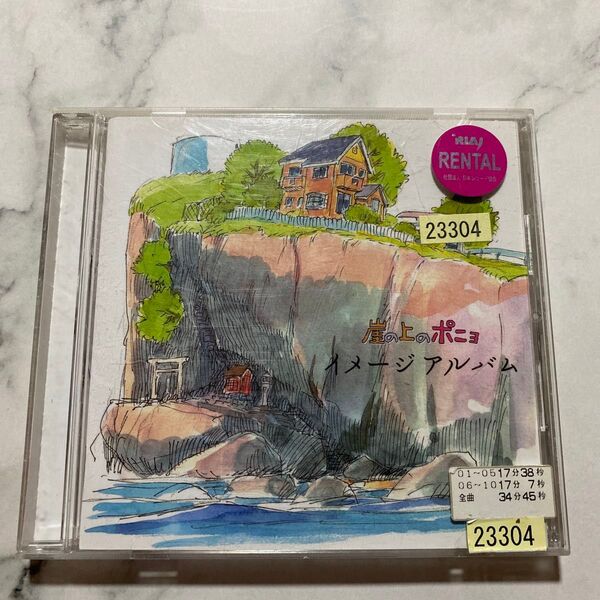 RIAJ
RENTAL
23304
崖の上のポニョ
イメージアルバム
01~05 17分38秒
06~10 17分 7秒
全曲 34分45秒
23304